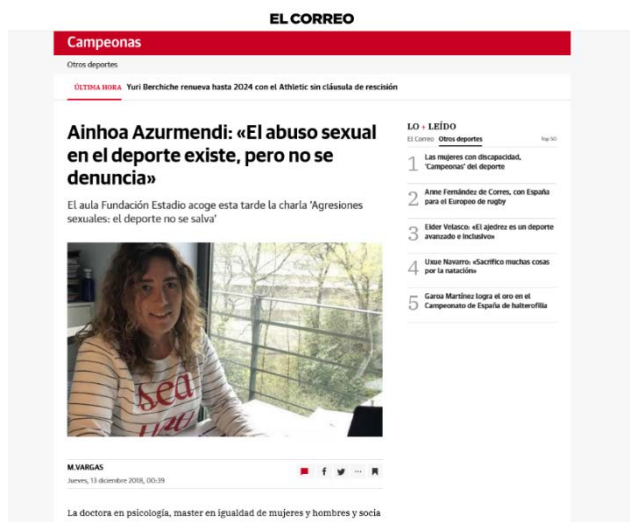 EL CORREO
Campeonas
Otros deportes
ÚLTIMA HORA Yuri Berchiche renueva hasta 2024 con el Athletic sin cláusula de rescisión
Ainhoa Azurmendi: «El abuso sexual
en el deporte existe, pero no se
denuncia»
El aula Fundación Estadio acoge esta tarde la charla 'Agresiones
sexuales: el deporte no se salva'
sed
M.VARGAS
Jueves, 13 diciembre 2018, 00:39
La doctora en psicología, master en igualdad de mujeres y hombres y socia
LO + LEÍDO
El Correo Otros deportes Top 50
1 Las mujeres con discapacidad,
'Campeonas' del deporte
2 Anne Fernández de Corres, con España
para el Europeo de rugby
3 Eider Velasco: «El ajedrez es un deporte
avanzado e inclusivo»
4 Uxue Navarro: «Sacrifico muchas cosas
por la natación»
5 Garoa Martínez logra el oro en el
Campeonato de España de halterofilia